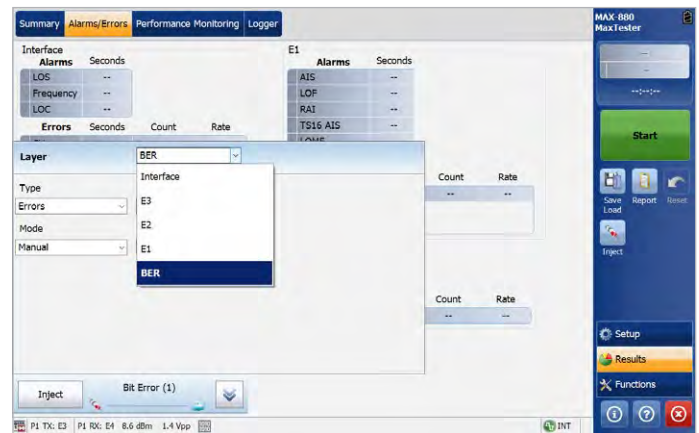 Summary Alarms/Errors Performance Monitoring Logger
MAX-880
MaxTester
Interface
Alarms Seconds
LOS --
Frequency --
LOC --
Errors Seconds Count Rate
E1
Alarms Seconds
AIS --
LOF --
RAI --
TS16 AIS --
LOMF
--
--
--:--:--
Start
Layer BER
Interface
E3
E2
E1
BER
Type
Errors
Mode
Manual
Count Rate
-- --
Count Rate
-- --
Save
Load
Report
Reset
Inject
Setup
Results
Functions
Inject
Bit Error (1)
P1 TX: E3 P1 RX: E4 8.6 dBm 1.4 Vpp
INT